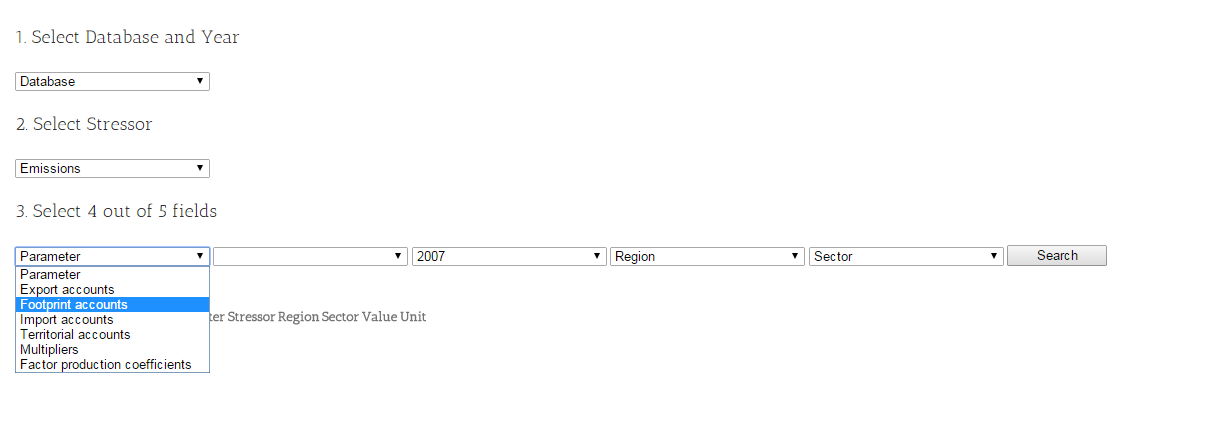 1. Select Database and Year
Database
2. Select Stressor
Emissions
3. Select 4 out of 5 fields
Parameter 2007 Region Sector Search
Parameter
Export accounts
Footprint accounts
Import accounts
ter Stressor Region Sector Value Unit
Territorial accounts
Multipliers
Factor production coefficients